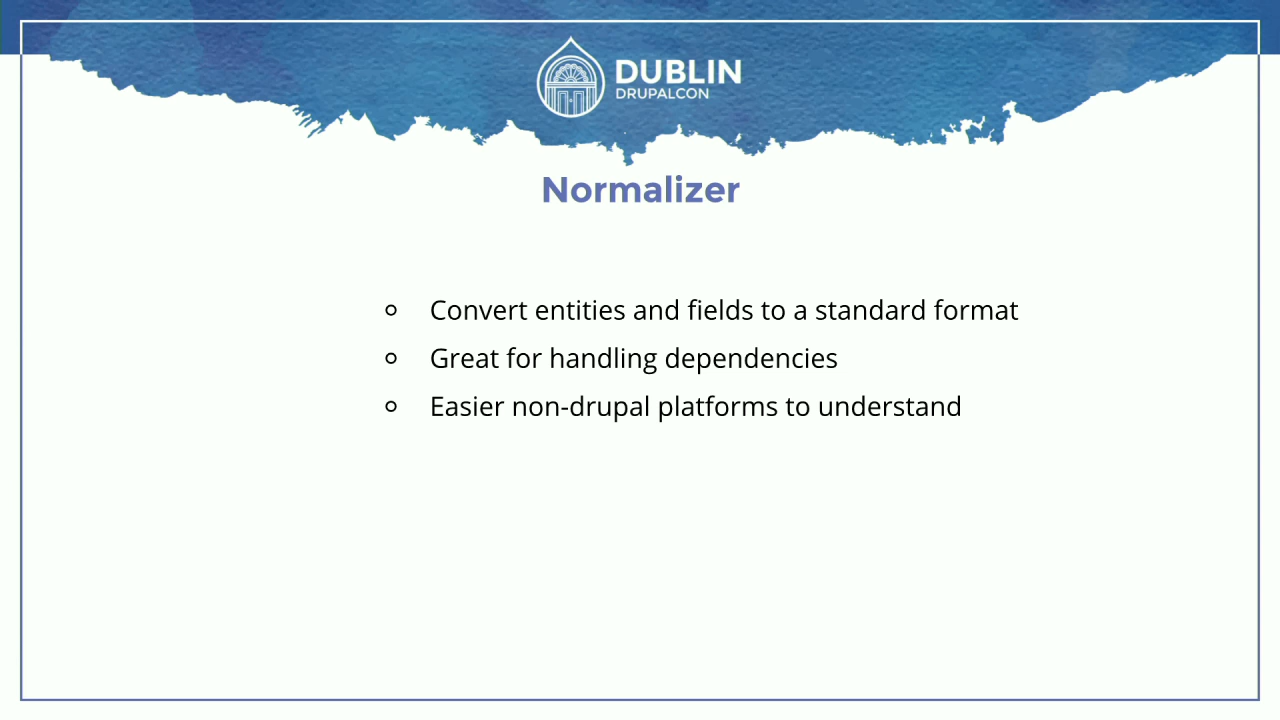 DUBLIN
DRUPALCON
Normalizer
Convert entities and fields to a standard format
Great for handling dependencies
Easier non-drupal platforms to understand